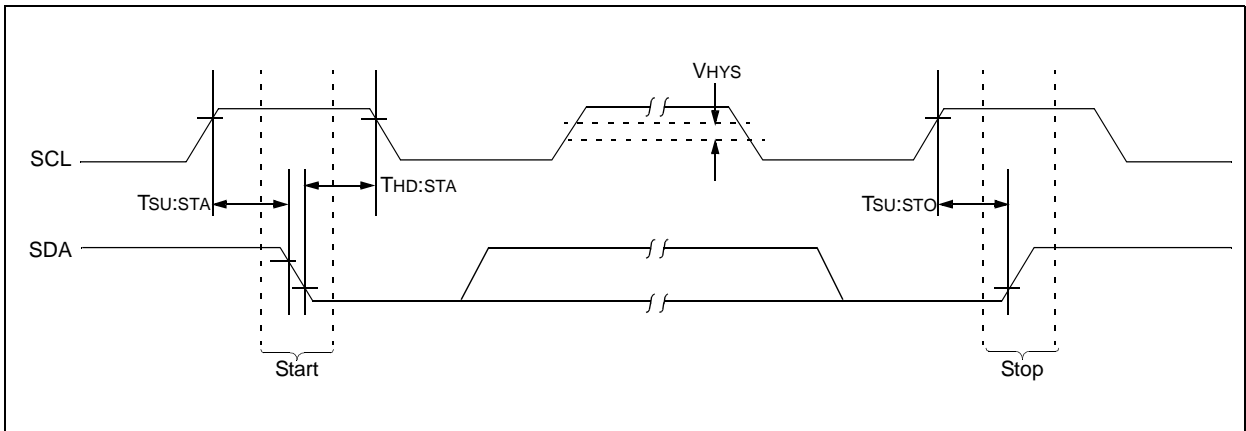 VHYS
SCL
THD:STA
TSU:STA
TSU:STO
SDA
Start
Stop